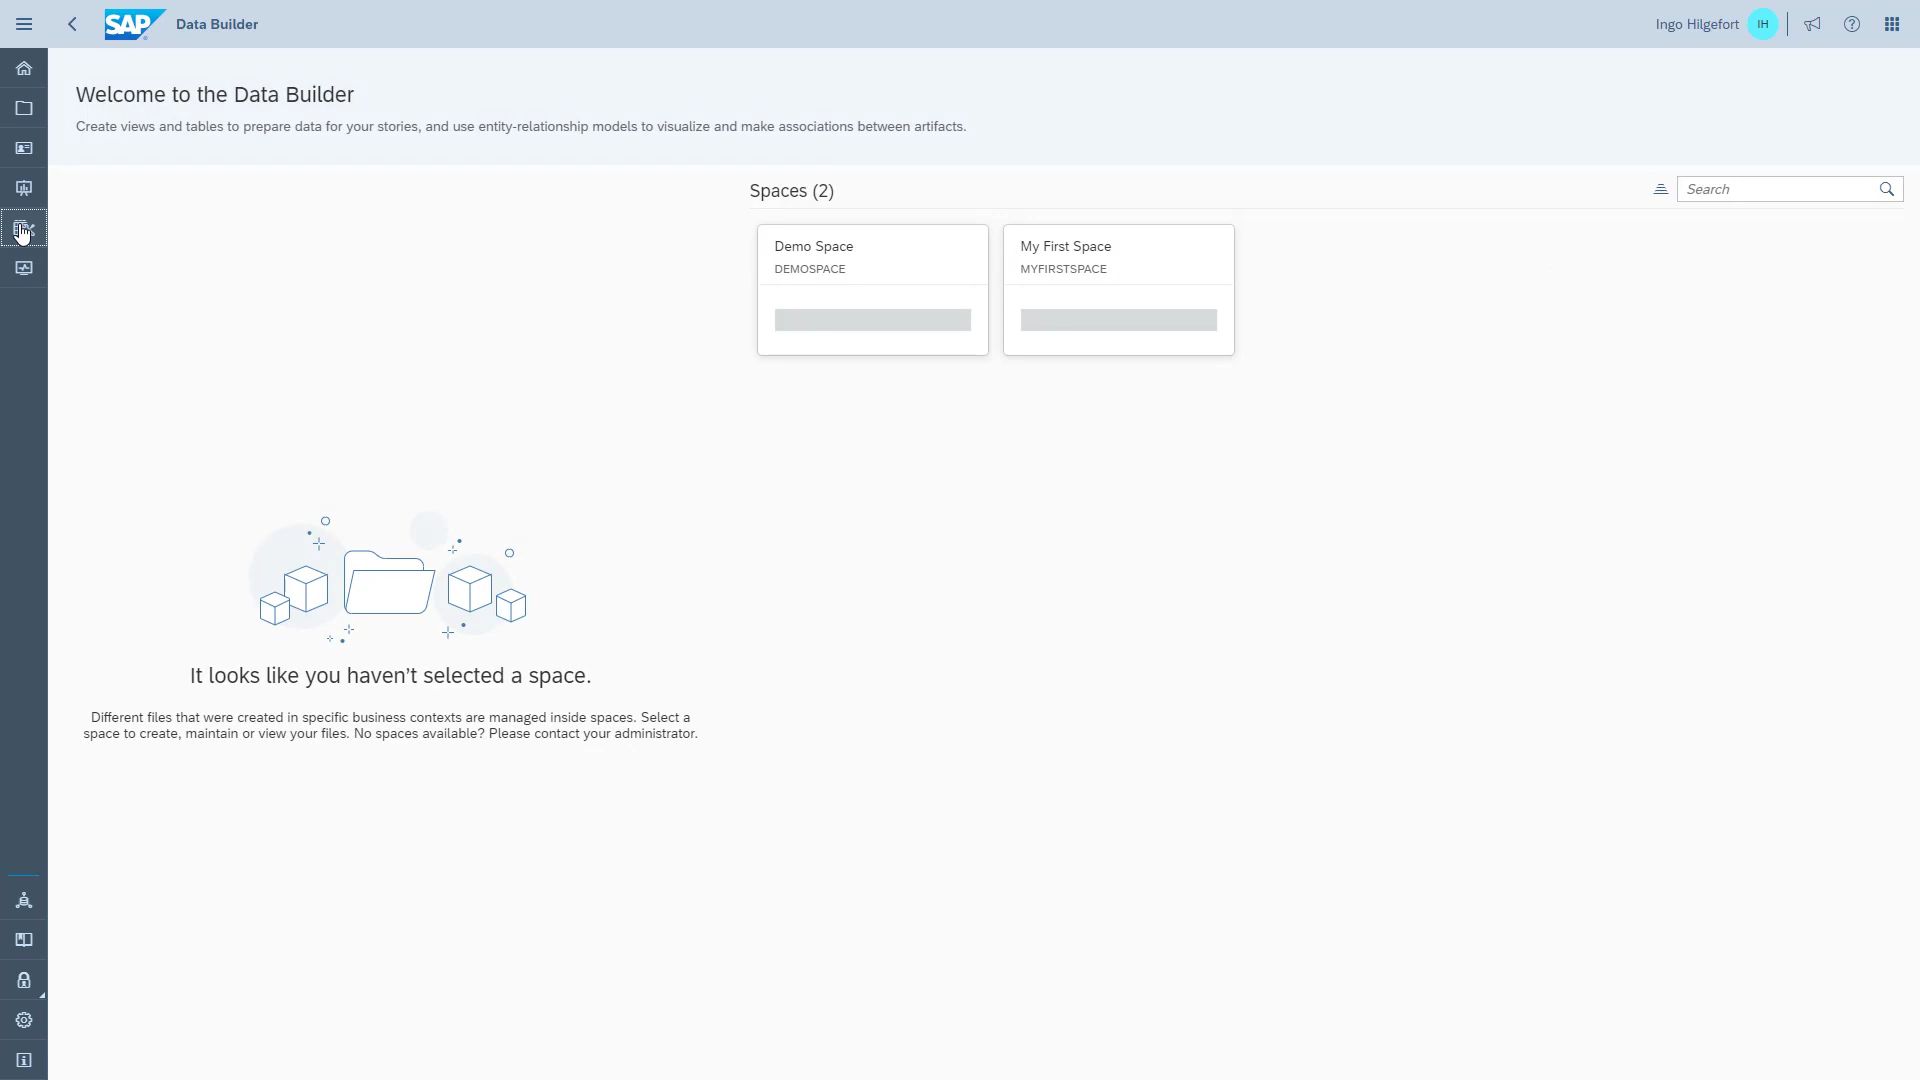 SAP
Data Builder
Ingo Hilgefort
IH
Welcome to the Data Builder
Create views and tables to prepare data for your stories, and use entity-relationship models to visualize and make associations between artifacts.
Spaces (2)
Search
Demo Space
DEMOSPACE
My First Space
MYFIRSTSPACE
It looks like you haven’t selected a space.
Different files that were created in specific business contexts are managed inside spaces. Select a
space to create, maintain or view your files. No spaces available? Please contact your administrator.